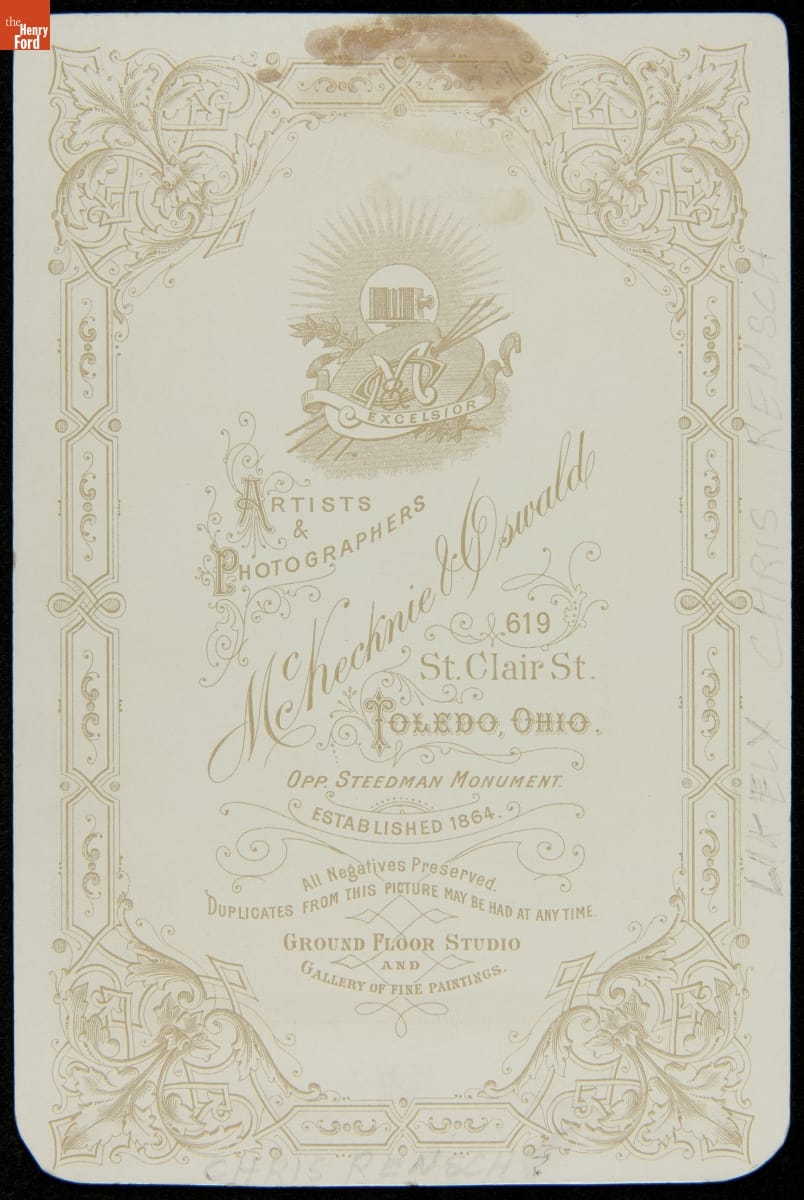 the
Henry
Ford
EXCELSIOR
ARTISTS
&
PHOTOGRAPHERS
McKecknie & Oswald
619
St. Clair St.
TOLEDO, OHIO.
OPP. STEEDMAN MONUMENT.
ESTABLISHED 1864.
All Negatives Preserved.
DUPLICATES FROM THIS PICTURE MAY BE HAD AT ANY TIME.
GROUND FLOOR STUDIO
AND
GALLERY OF FINE PAINTINGS.
LIKELY CHRIS RENSCH
CHRIS RENSCH?